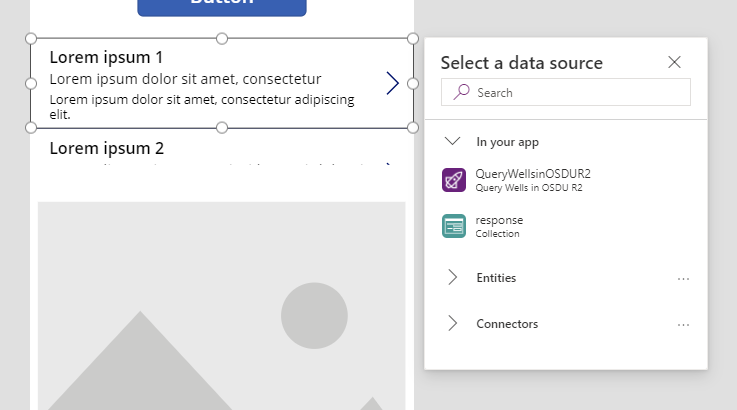 Button
Lorem ipsum 1
Lorem ipsum dolor sit amet, consectetur
Lorem ipsum dolor sit amet, consectetur adipiscing
elit.
Lorem ipsum 2
Select a data source
Search
In your app
QueryWellsinOSDUR2
Query Wells in OSDU R2
response
Collection
Entities
...
Connectors
...